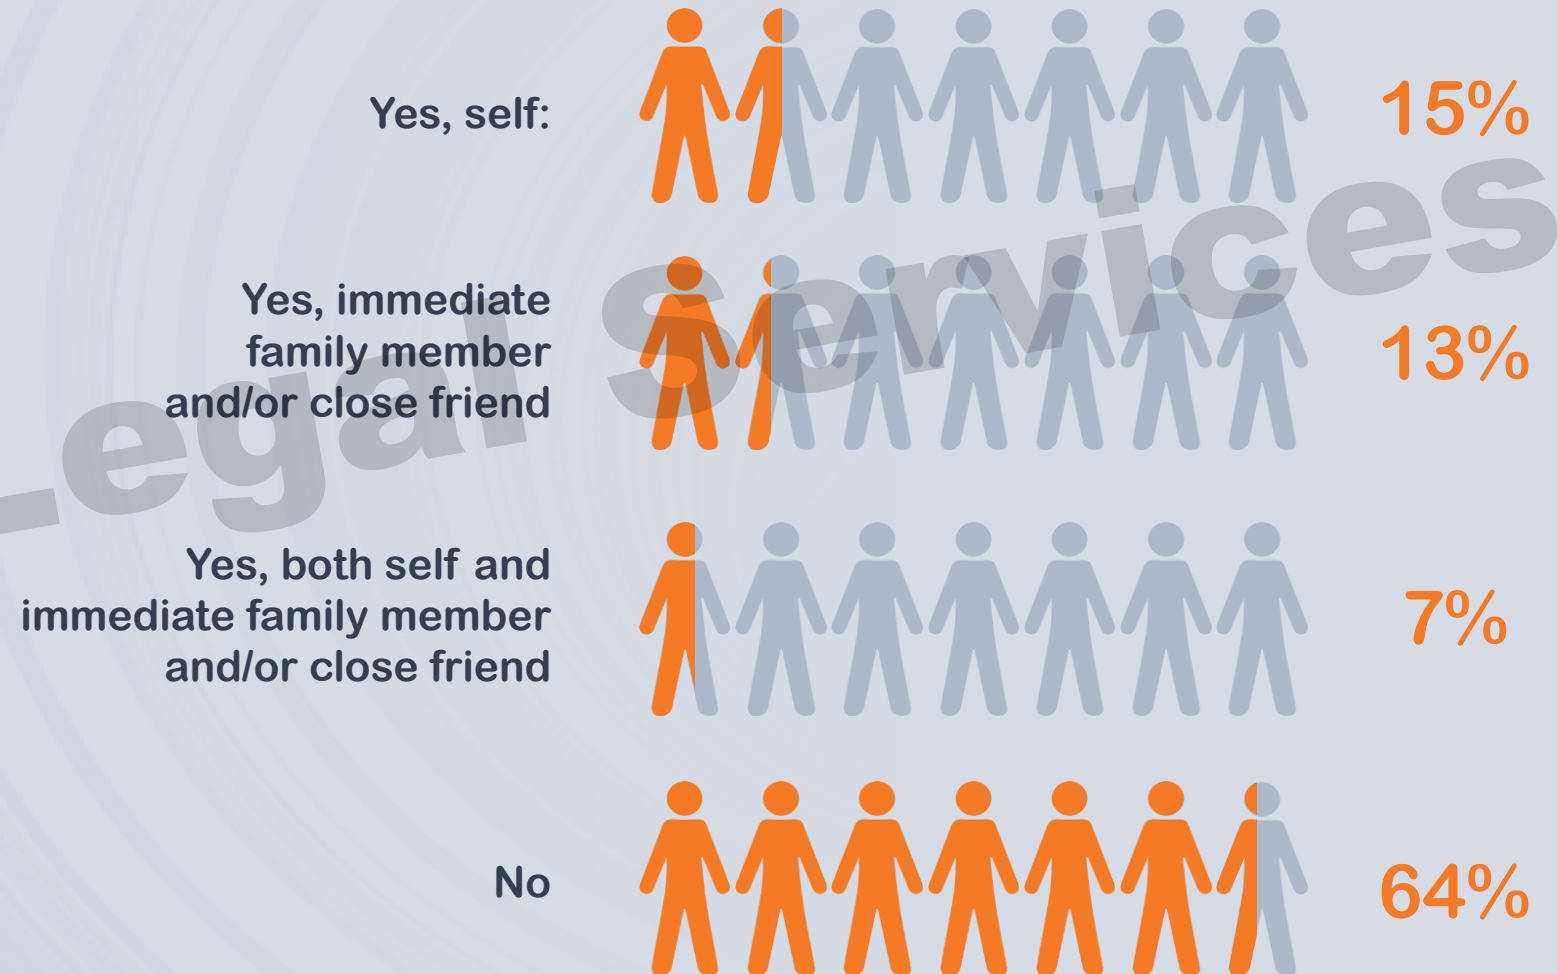 Yes, self:
15%
Yes, immediate
family member
and/or close friend
13%
Yes, both self and
immediate family member
and/or close friend
7%
No
64%
Legal Services